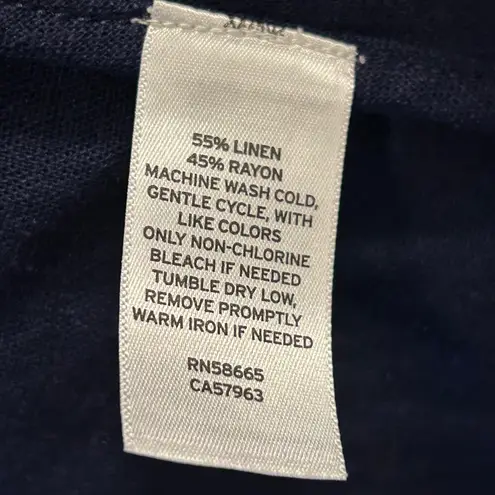 55% LINEN
45% RAYON
MACHINE WASH COLD,
GENTLE CYCLE, WITH
LIKE COLORS
ONLY NON-CHLORINE
BLEACH IF NEEDED
TUMBLE DRY LOW,
REMOVE PROMPTLY
WARM IRON IF NEEDED
RN58665
CA57963